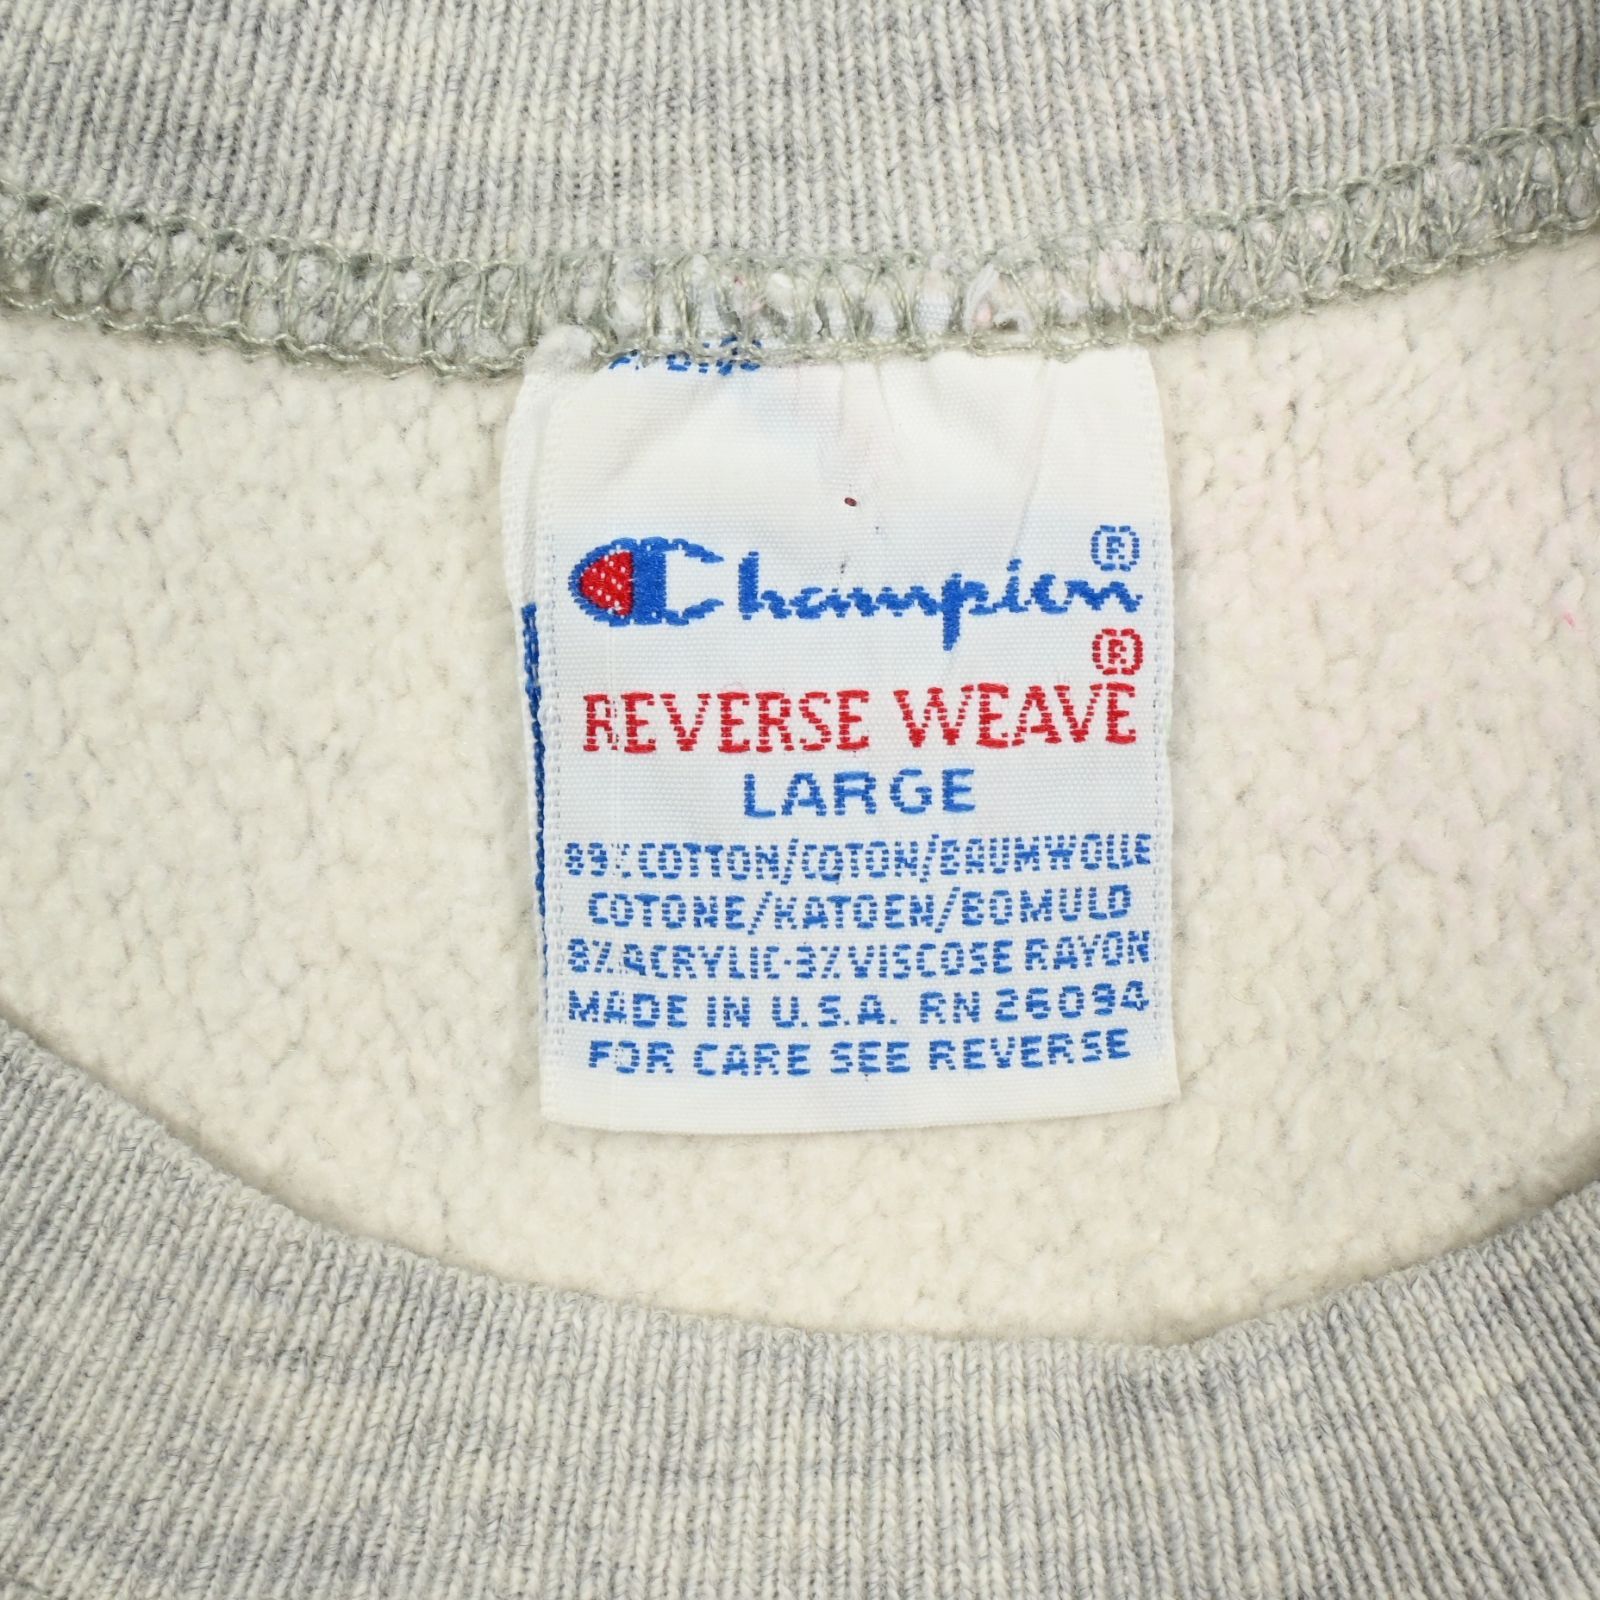 Champion®
REVERSE WEAVE®
LARGE
89% COTTON/COTON/BAUMWOLLE
COTONE/KATOEN/BOMULD
8% ACRYLIC-3% VISCOSE RAYON
MADE IN U.S.A. RN 26094
FOR CARE SEE REVERSE